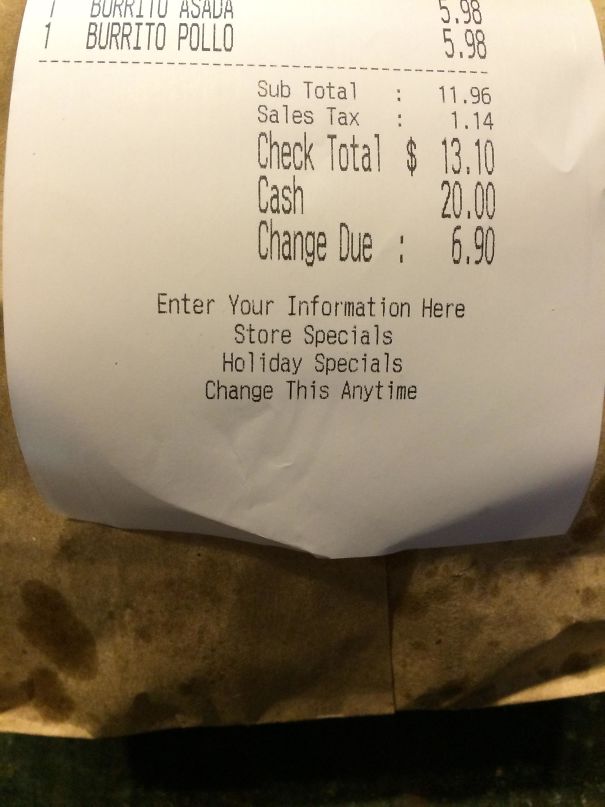 1 BURRITO ASADA 5.98
1 BURRITO POLLO 5.98
Sub Total : 11.96
Sales Tax : 1.14
Check Total $ 13.10
Cash 20.00
Change Due : 6.90
Enter Your Information Here
Store Specials
Holiday Specials
Change This Anytime